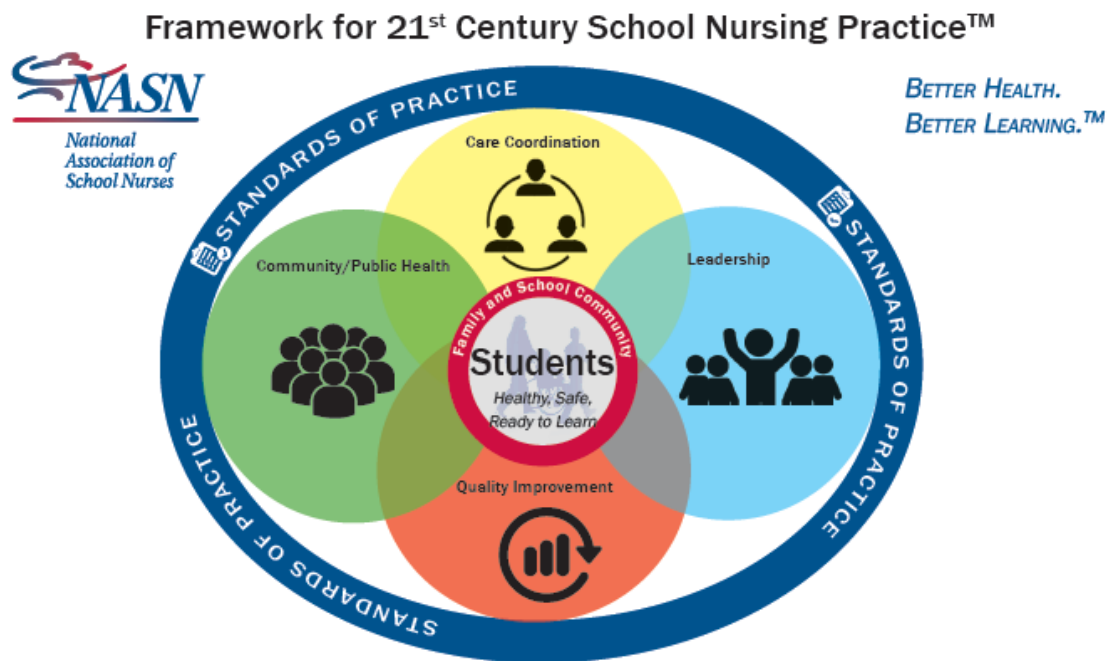 Framework for 21st Century School Nursing Practice™
NASN
National
Association of
School Nurses
BETTER HEALTH.
BETTER LEARNING.™
STANDARDS OF PRACTICE
STANDARDS OF PRACTICE
STANDARDS OF PRACTICE
Care Coordination
Community/Public Health
Leadership
Family and School Community
Students
Healthy, Safe,
Ready to Learn
Quality Improvement